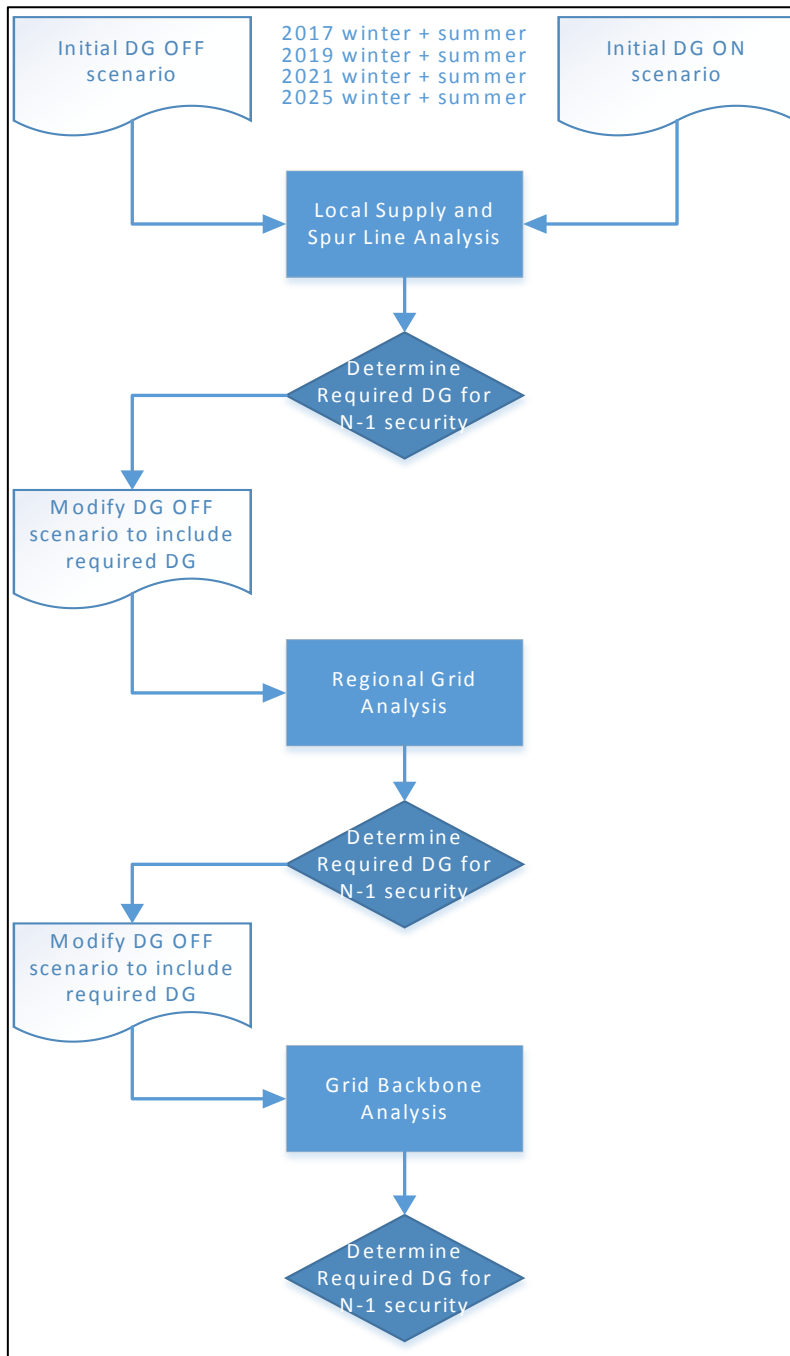 Initial DG OFF
scenario
2017 winter + summer
2019 winter + summer
2021 winter + summer
2025 winter + summer
Initial DG ON
scenario
Local Supply and
Spur Line Analysis
Determine
Required DG for
N-1 security
Modify DG OFF
scenario to include
required DG
Regional Grid
Analysis
Determine
Required DG for
N-1 security
Modify DG OFF
scenario to include
required DG
Grid Backbone
Analysis
Determine
Required DG for
N-1 security